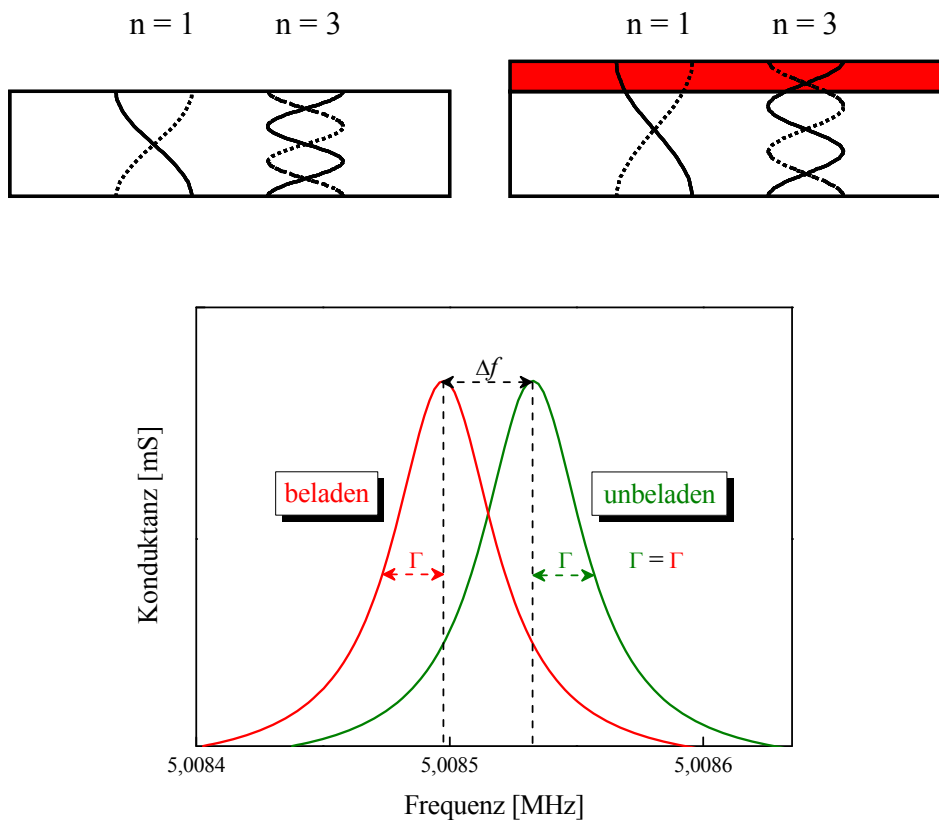 n = 1 n = 3
n = 1 n = 3
Δf
beladen
unbeladen
Γ
Γ
Γ = Γ
Konduktanz [mS]
5,0084
5,0085
5,0086
Frequenz [MHz]